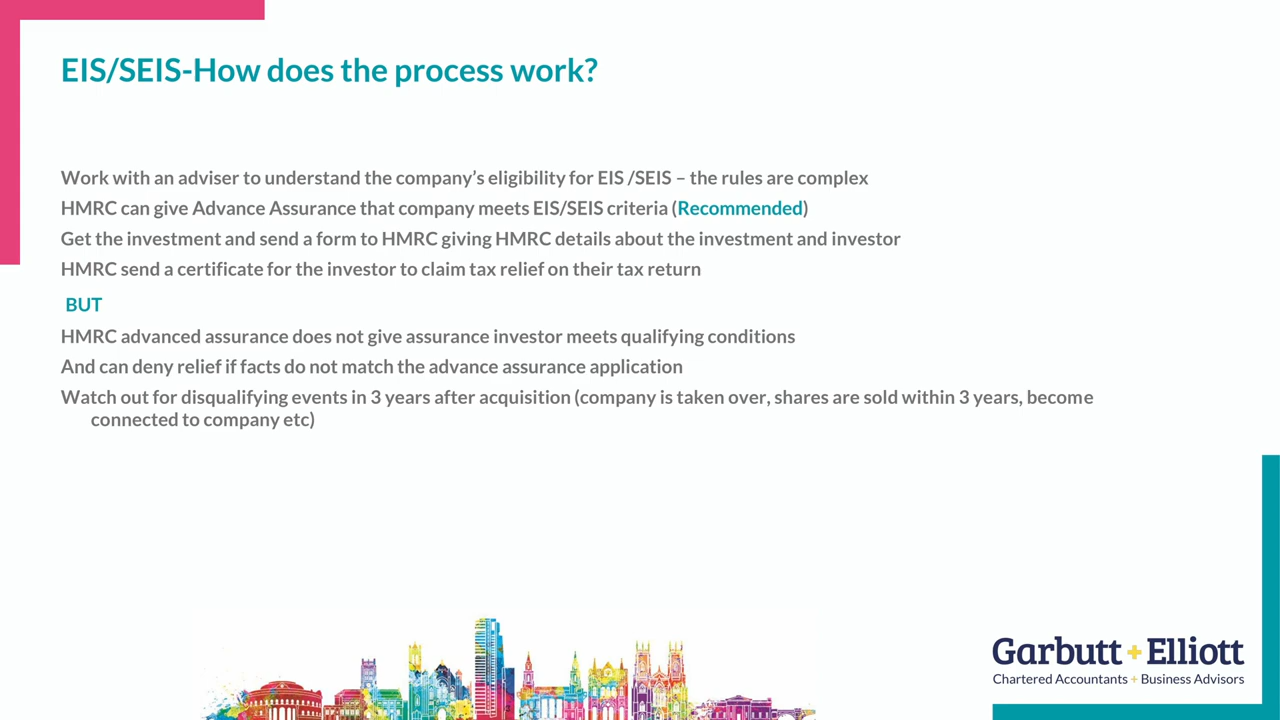 EIS/SEIS-How does the process work?
Work with an adviser to understand the company’s eligibility for EIS /SEIS – the rules are complex
HMRC can give Advance Assurance that company meets EIS/SEIS criteria (Recommended)
Get the investment and send a form to HMRC giving HMRC details about the investment and investor
HMRC send a certificate for the investor to claim tax relief on their tax return
BUT
HMRC advanced assurance does not give assurance investor meets qualifying conditions
And can deny relief if facts do not match the advance assurance application
Watch out for disqualifying events in 3 years after acquisition (company is taken over, shares are sold within 3 years, become
connected to company etc)
Garbutt + Elliott
Chartered Accountants + Business Advisors